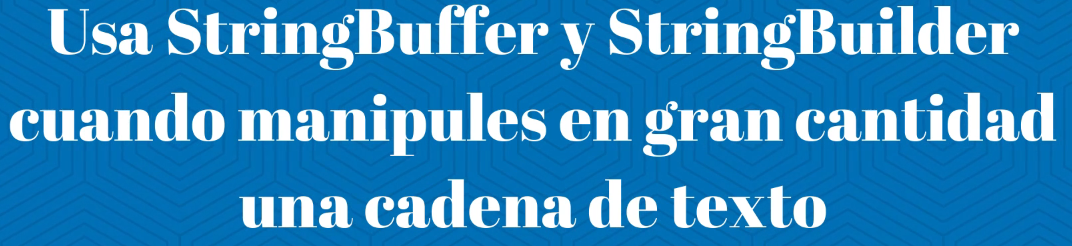 Usa StringBuffer y StringBuilder
cuando manipules en gran cantidad
una cadena de texto